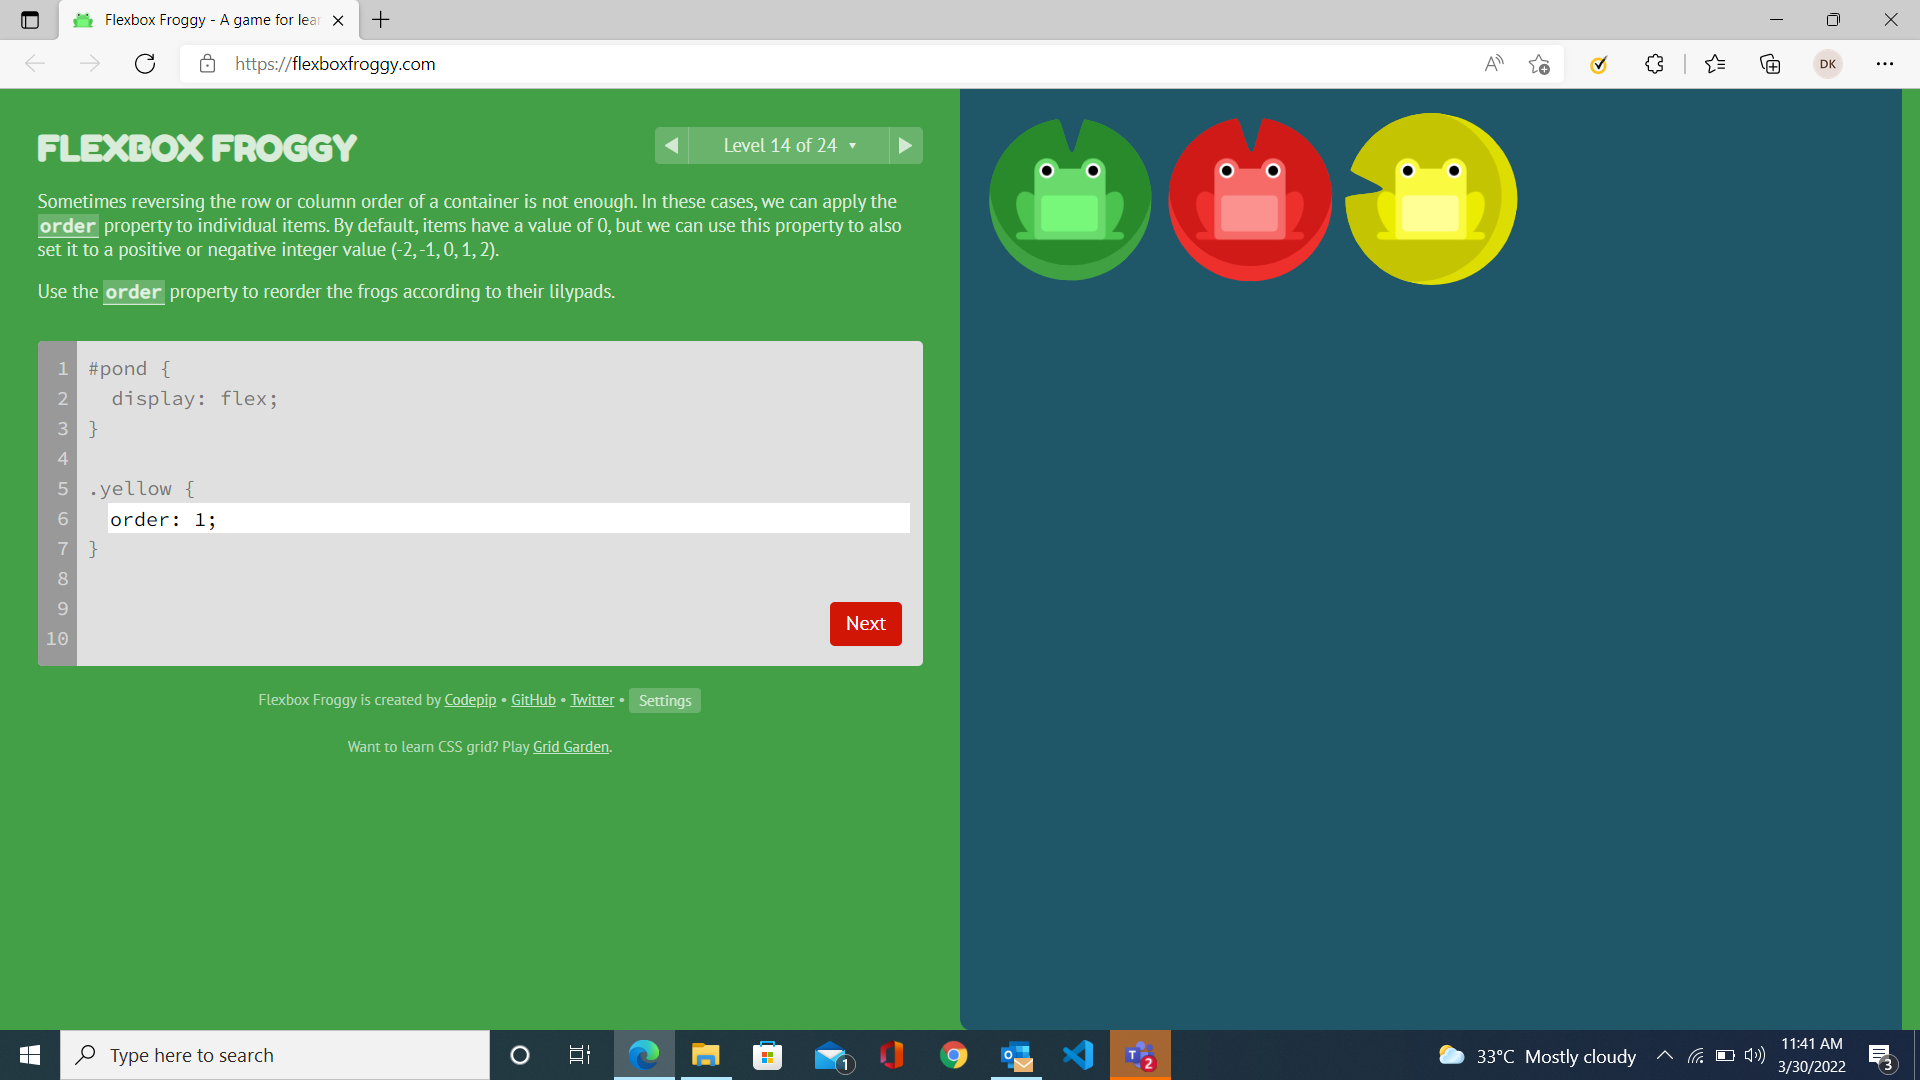 Flexbox Froggy - A game for lear
https://flexboxfroggy.com
DK
FLEXBOX FROGGY
Level 14 of 24
Sometimes reversing the row or column order of a container is not enough. In these cases, we can apply the
order property to individual items. By default, items have a value of 0, but we can use this property to also
set it to a positive or negative integer value (-2, -1, 0, 1, 2).
Use the order property to reorder the frogs according to their lilypads.
1 #pond {
2 display: flex;
3 }
4
5 .yellow {
6 order: 1;
7 }
8
9
10
Next
Flexbox Froggy is created by Codepip • GitHub • Twitter • Settings
Want to learn CSS grid? Play Grid Garden.
Type here to search
1
2
33°C Mostly cloudy
11:41 AM
3/30/2022
3